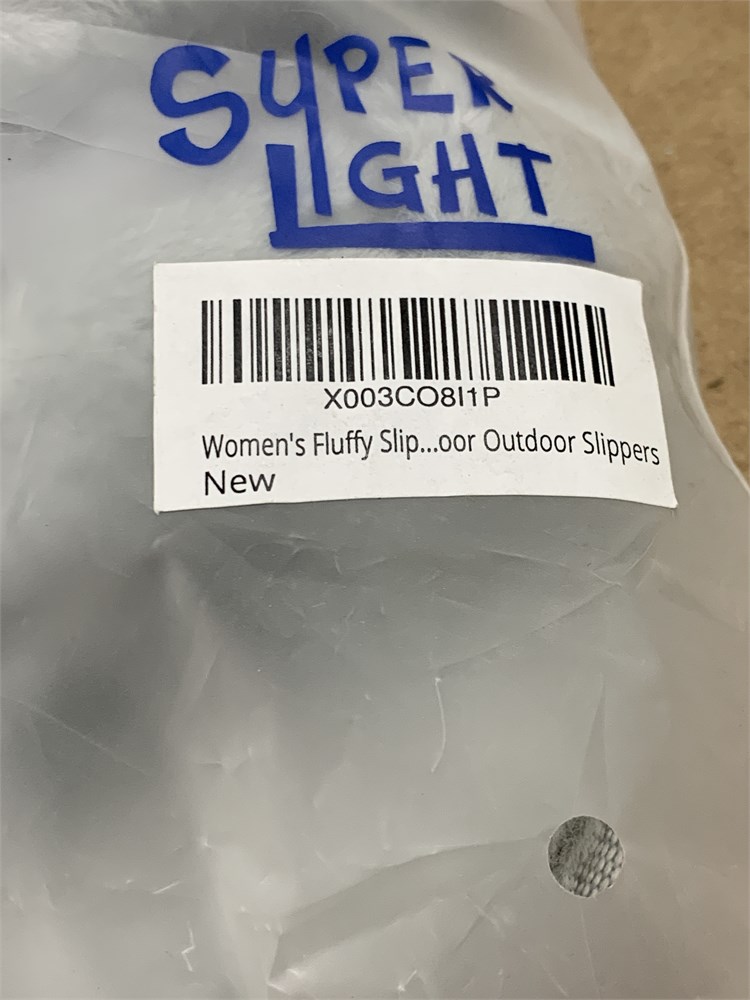 SUPER
LIGHT
X003CO8I1P
Women's Fluffy Slip...oor Outdoor Slippers
New